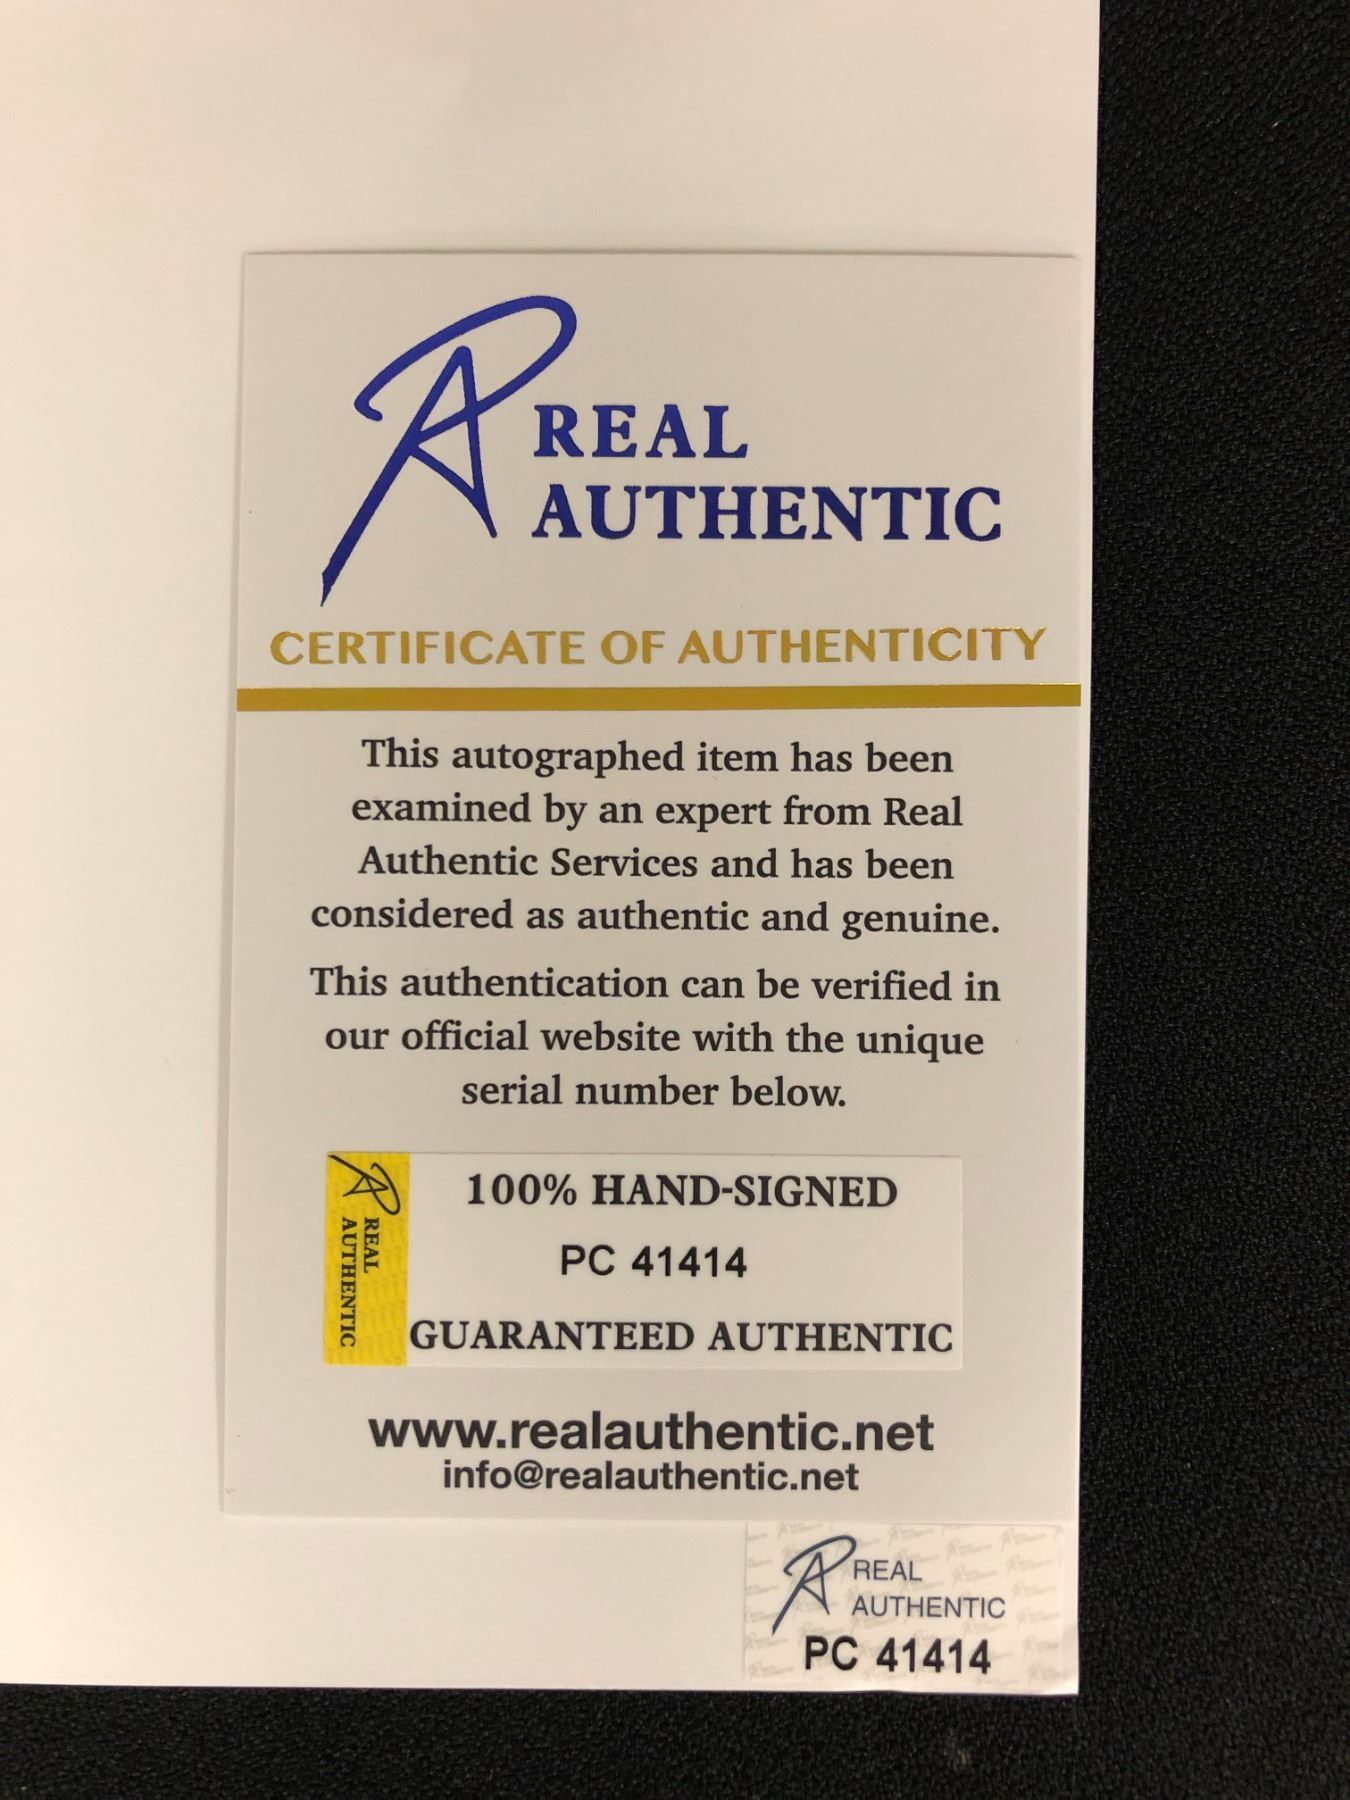 REAL
AUTHENTIC
CERTIFICATE OF AUTHENTICITY
This autographed item has been
examined by an expert from Real
Authentic Services and has been
considered as authentic and genuine.
This authentication can be verified in
our official website with the unique
serial number below.
REAL
AUTHENTIC
100% HAND-SIGNED
PC 41414
GUARANTEED AUTHENTIC
www.realauthentic.net
info@realauthentic.net
REAL
AUTHENTIC
PC 41414